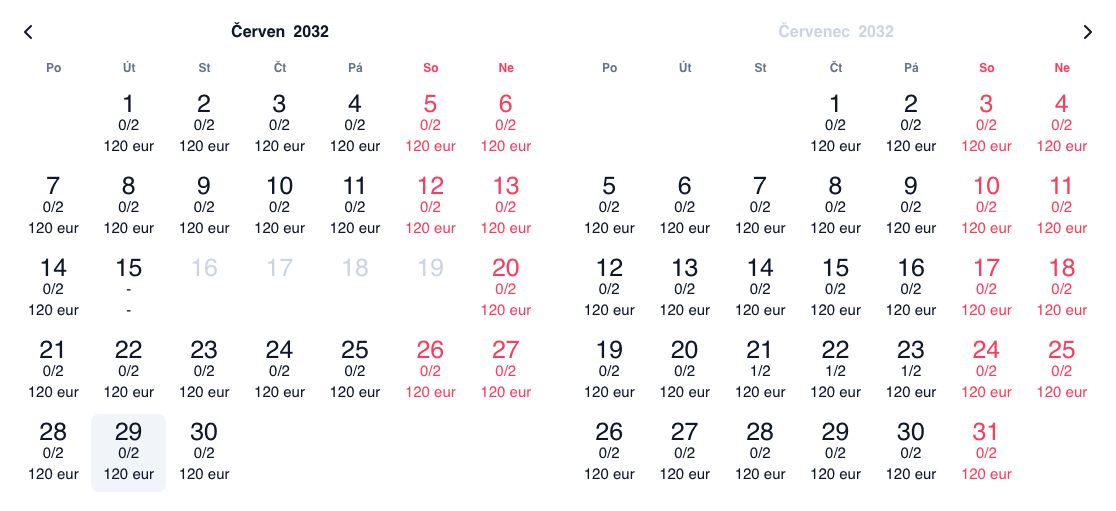 Červen 2032
Po Út St Čt Pá So Ne
1 2 3 4 5 6
0/2 0/2 0/2 0/2 0/2 0/2
120 eur 120 eur 120 eur 120 eur 120 eur 120 eur
7 8 9 10 11 12 13
0/2 0/2 0/2 0/2 0/2 0/2 0/2
120 eur 120 eur 120 eur 120 eur 120 eur 120 eur 120 eur
14 15 16 17 18 19 20
0/2 - 0/2
120 eur - 120 eur
21 22 23 24 25 26 27
0/2 0/2 0/2 0/2 0/2 0/2 0/2
120 eur 120 eur 120 eur 120 eur 120 eur 120 eur 120 eur
28 29 30
0/2 0/2 0/2
120 eur 120 eur 120 eur
Červenec 2032
Po Út St Čt Pá So Ne
1 2 3 4
0/2 0/2 0/2 0/2
120 eur 120 eur 120 eur 120 eur
5 6 7 8 9 10 11
0/2 0/2 0/2 0/2 0/2 0/2 0/2
120 eur 120 eur 120 eur 120 eur 120 eur 120 eur 120 eur
12 13 14 15 16 17 18
0/2 0/2 0/2 0/2 0/2 0/2 0/2
120 eur 120 eur 120 eur 120 eur 120 eur 120 eur 120 eur
19 20 21 22 23 24 25
0/2 0/2 1/2 1/2 1/2 0/2 0/2
120 eur 120 eur 120 eur 120 eur 120 eur 120 eur 120 eur
26 27 28 29 30 31
0/2 0/2 0/2 0/2 0/2 0/2
120 eur 120 eur 120 eur 120 eur 120 eur 120 eur